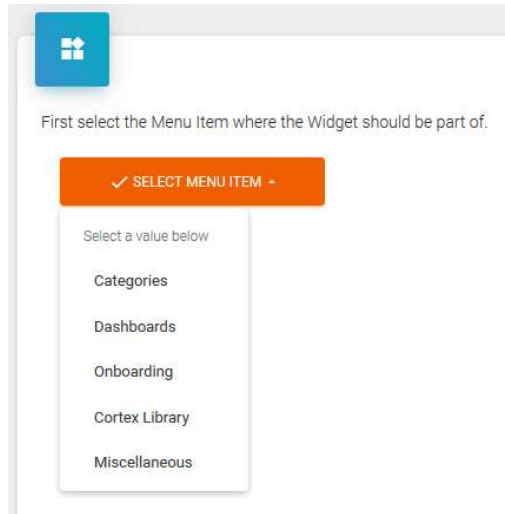 First select the Menu Item where the Widget should be part of.
SELECT MENU ITEM
Select a value below
Categories
Dashboards
Onboarding
Cortex Library
Miscellaneous